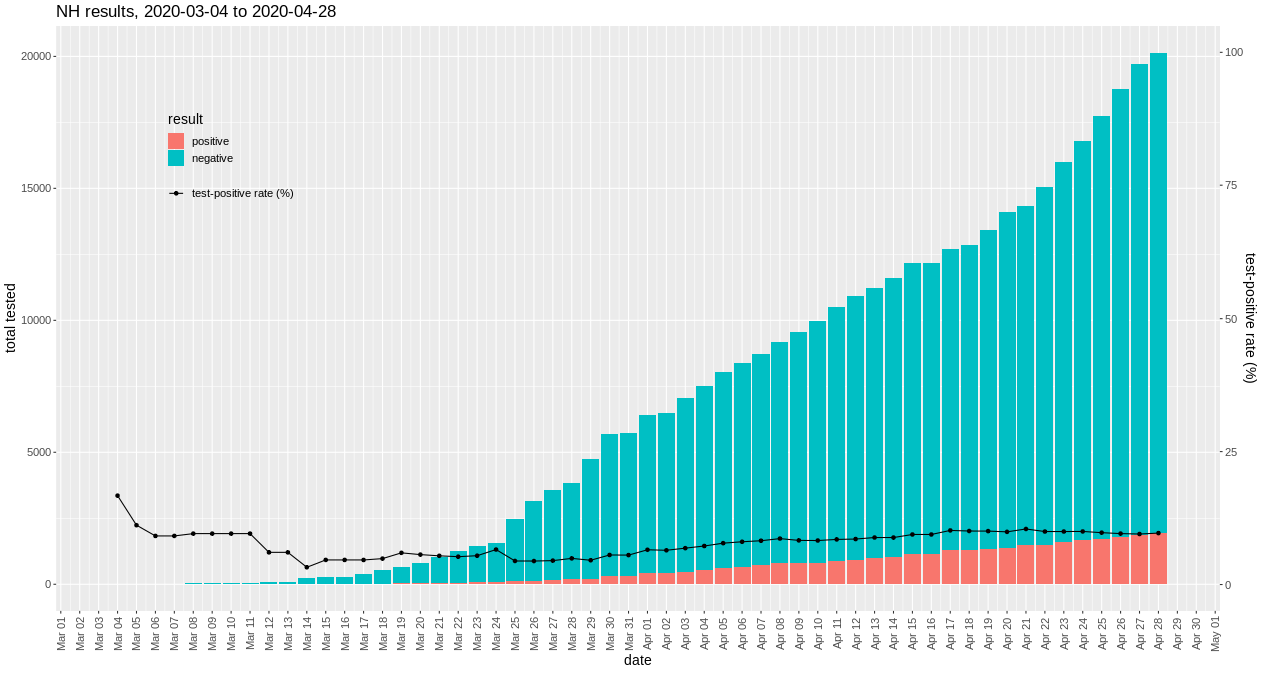 NH results, 2020-03-04 to 2020-04-28
result
positive
negative
test-positive rate (%)
total tested
20000
15000
10000
5000
0
100
75
50
25
0
test-positive rate (%)
Mar 01
Mar 02
Mar 03
Mar 04
Mar 05
Mar 06
Mar 07
Mar 08
Mar 09
Mar 10
Mar 11
Mar 12
Mar 13
Mar 14
Mar 15
Mar 16
Mar 17
Mar 18
Mar 19
Mar 20
Mar 21
Mar 22
Mar 23
Mar 24
Mar 25
Mar 26
Mar 27
Mar 28
Mar 29
Mar 30
Mar 31
Apr 01
Apr 02
Apr 03
Apr 04
Apr 05
Apr 06
Apr 07
Apr 08
Apr 09
Apr 10
Apr 11
Apr 12
Apr 13
Apr 14
Apr 15
Apr 16
Apr 17
Apr 18
Apr 19
Apr 20
Apr 21
Apr 22
Apr 23
Apr 24
Apr 25
Apr 26
Apr 27
Apr 28
Apr 29
Apr 30
May 01
date